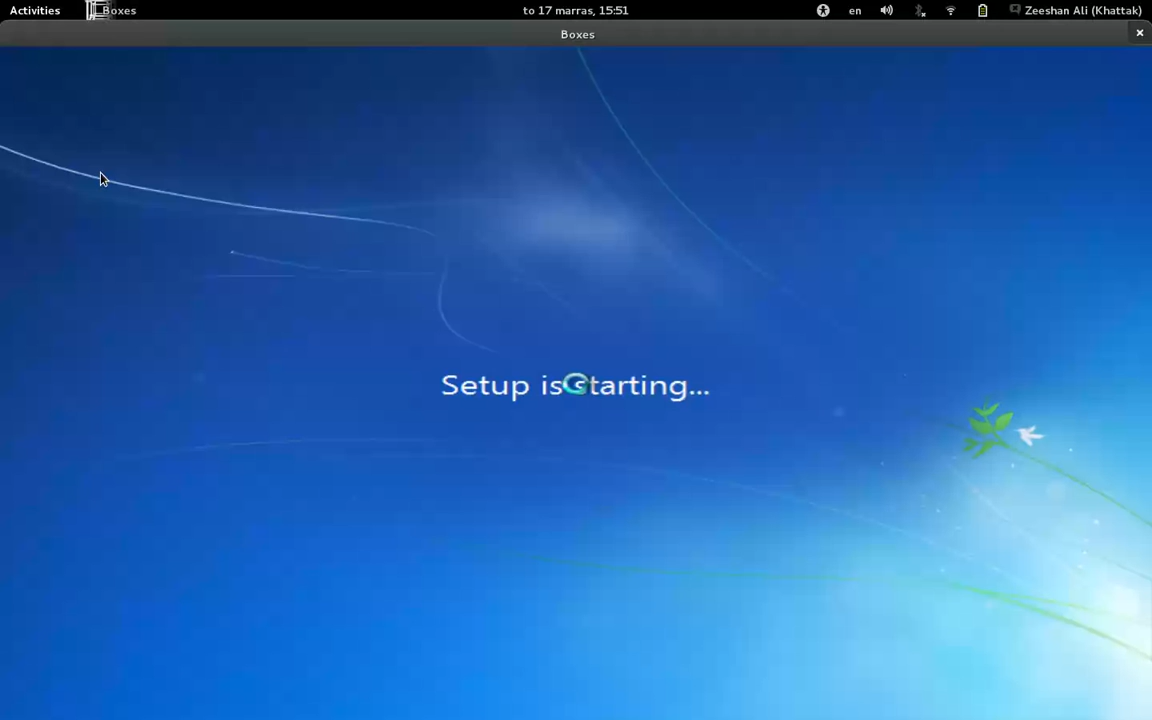 Activities Boxes to 17 marras, 15:51 en Zeeshan Ali (Khattak)
Boxes
Setup is starting...